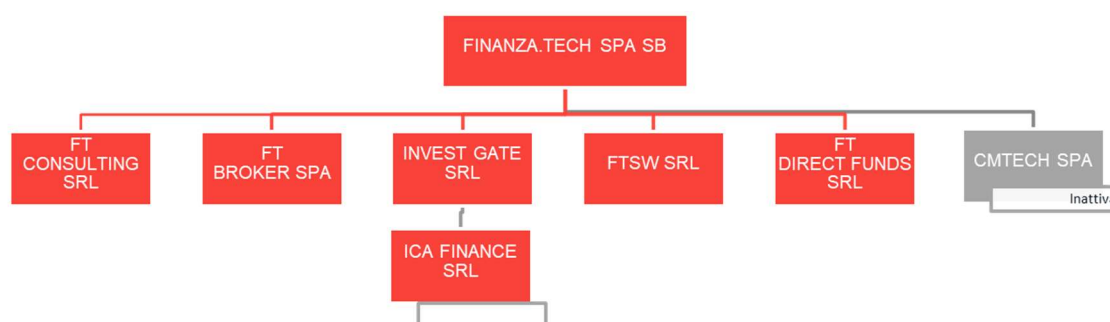 FINANZA.TECH SPA SB
FT
CONSULTING
SRL
FT
BROKER SPA
INVEST GATE
SRL
FTSW SRL
FT
DIRECT FUNDS
SRL
CMTECH SPA
Inattiva
ICA FINANCE
SRL